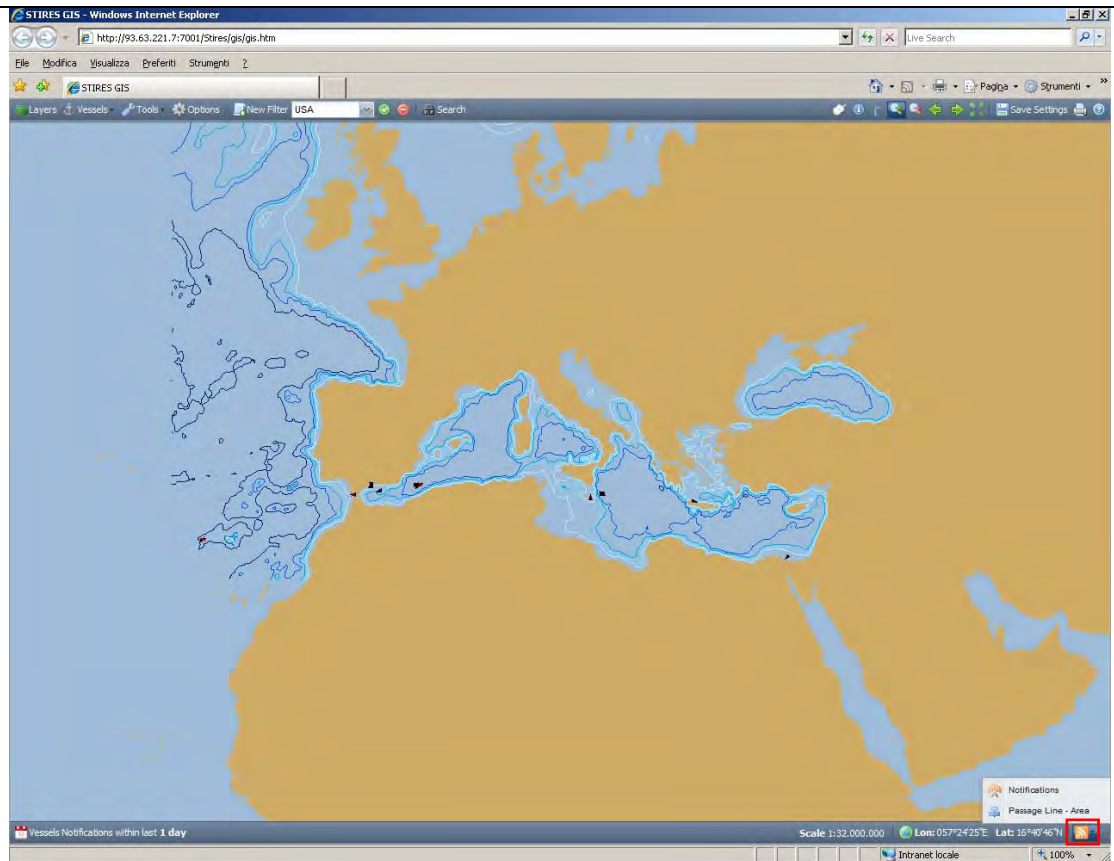 STIRES GIS - Windows Internet Explorer
http://93.63.221.7:7001/Stires/gis/gis.htm
Live Search
File Modifica Visualizza Preferiti Strumenti ?
STIRES GIS
Pagina Strumenti »
Layers Vessels Tools Options New Filter USA Search Save Settings
Notifications
Passage Line - Area
Vessels Notifications within last 1 day
Scale 1:32.000.000 Lon: 057°24'25"E Lat: 16°40'46"N
Intranet locale 100%